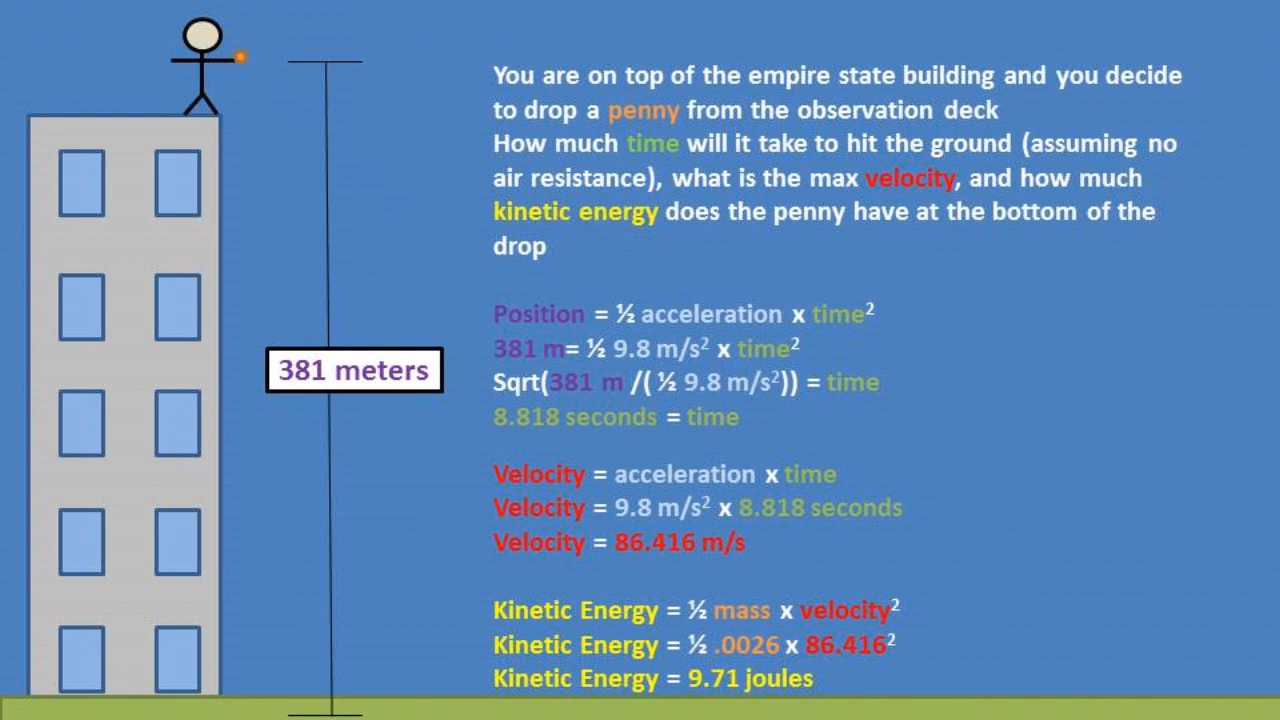 You are on top of the empire state building and you decide
to drop a penny from the observation deck
How much time will it take to hit the ground (assuming no
air resistance), what is the max velocity, and how much
kinetic energy does the penny have at the bottom of the
drop
Position = ½ acceleration x time²
381 m= ½ 9.8 m/s² x time²
381 meters
Sqrt(381 m /( ½ 9.8 m/s²)) = time
8.818 seconds = time
Velocity = acceleration x time
Velocity = 9.8 m/s² x 8.818 seconds
Velocity = 86.416 m/s
Kinetic Energy = ½ mass x velocity²
Kinetic Energy = ½ .0026 x 86.416²
Kinetic Energy = 9.71 joules